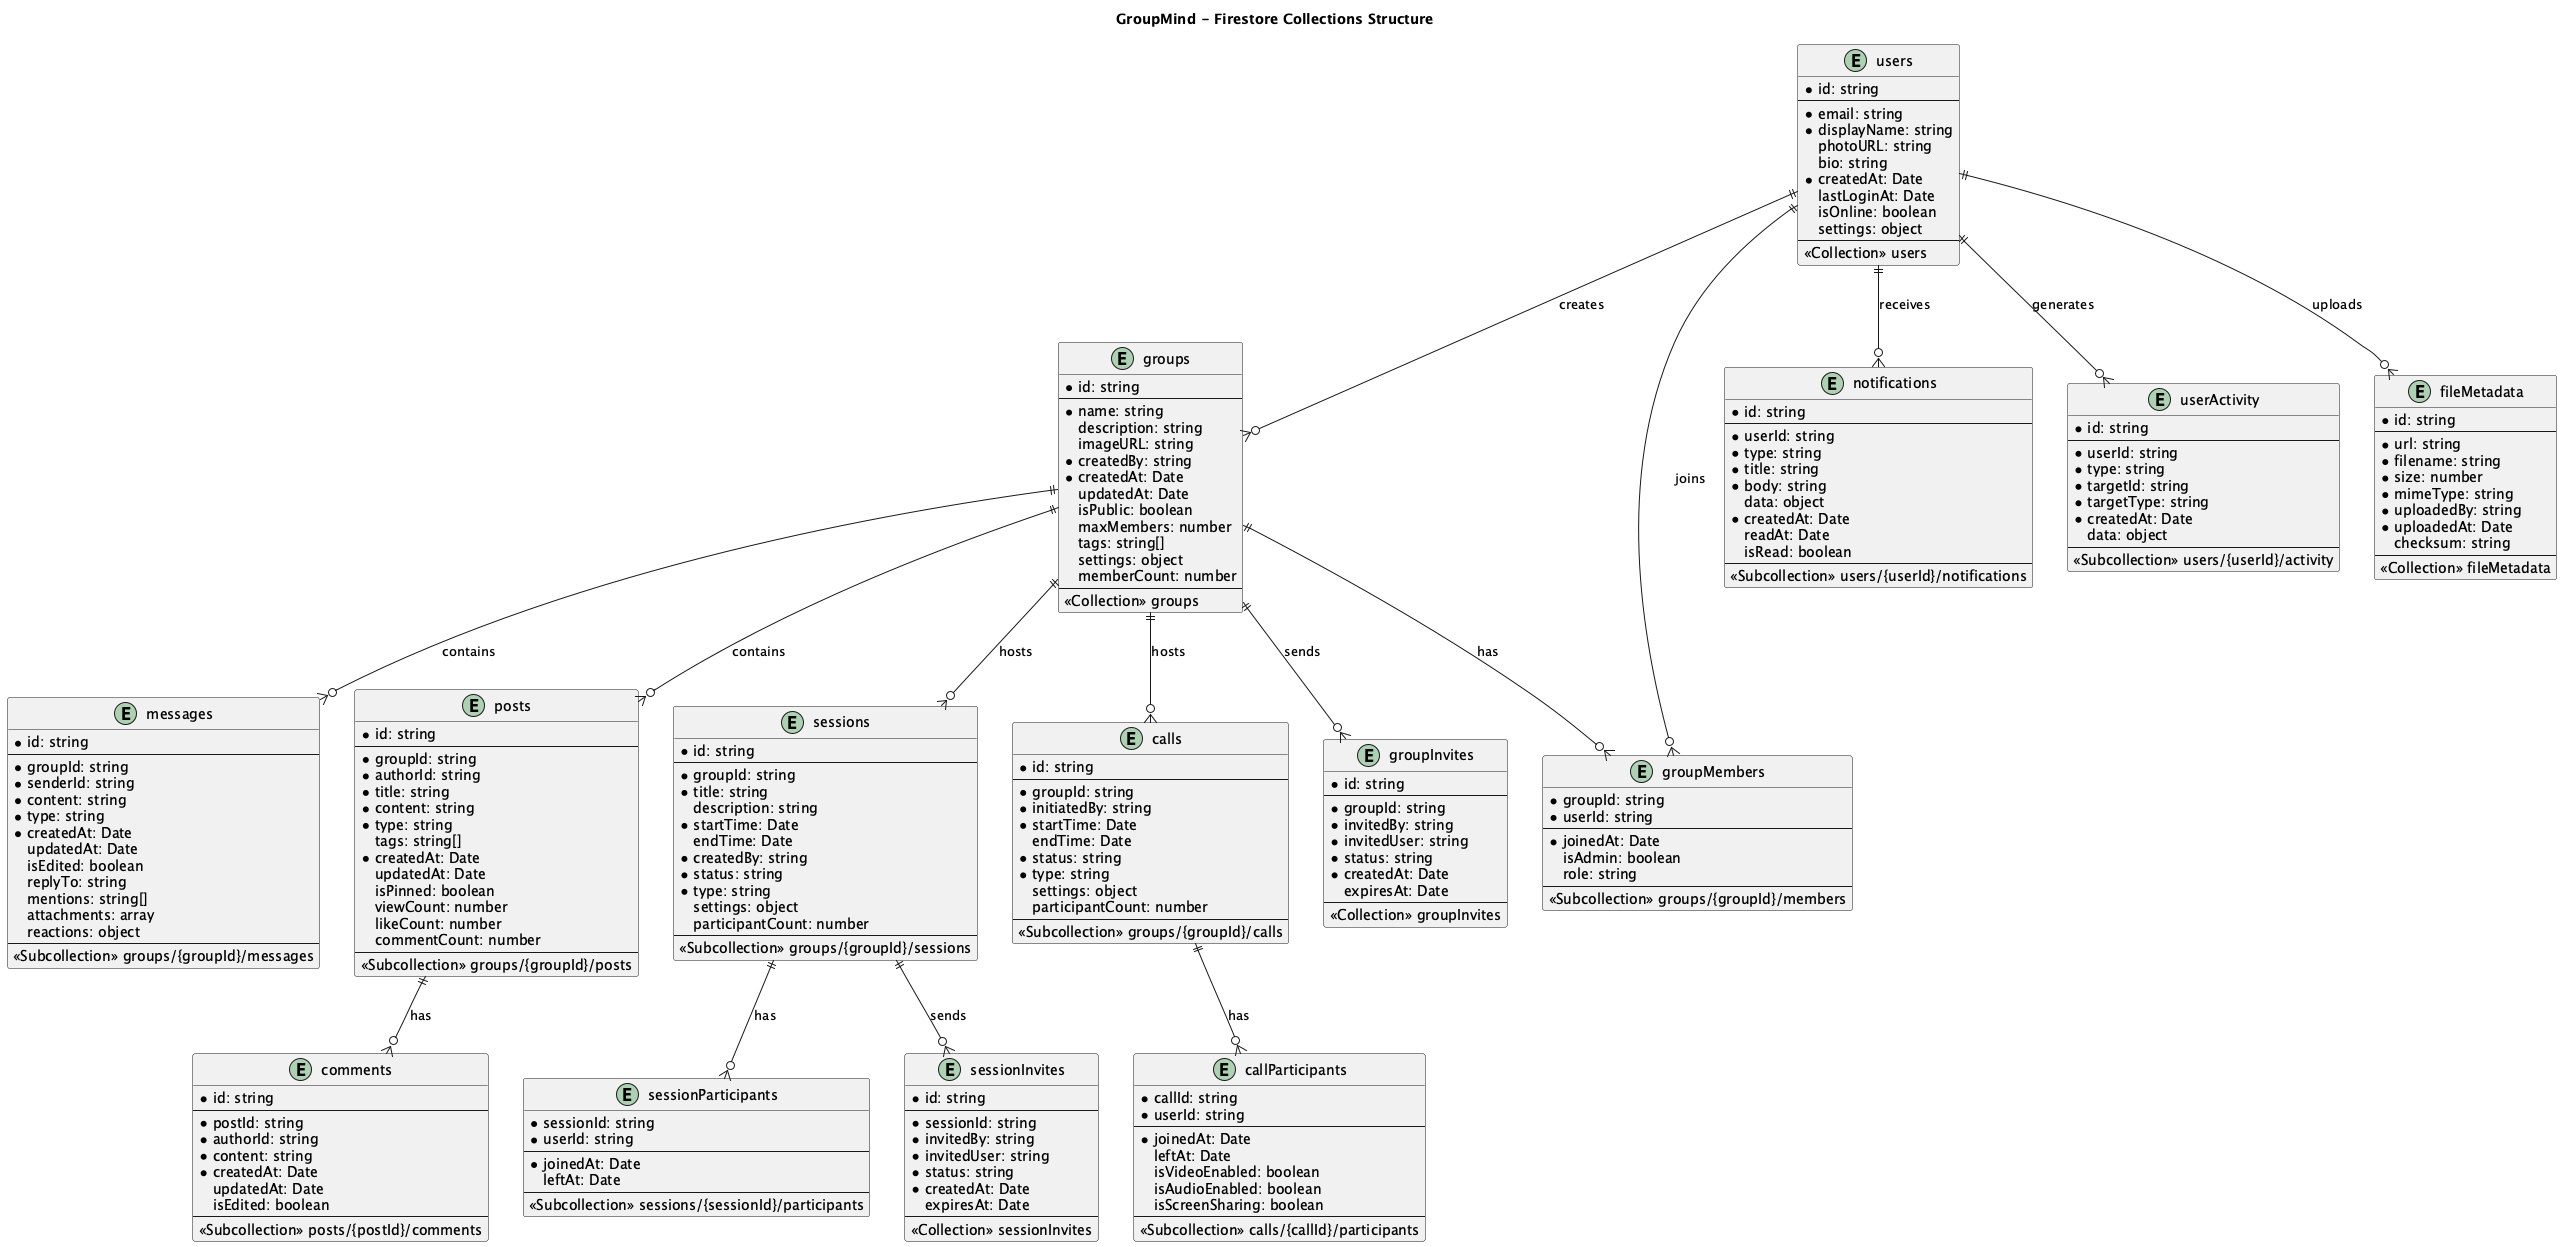 GroupMind - Firestore Collections Structure
E users
* id: string
* email: string
* displayName: string
photoURL: string
bio: string
* createdAt: Date
lastLoginAt: Date
isOnline: boolean
settings: object
«Collection» users
creates
joins
receives
generates
uploads
E groups
* id: string
* name: string
description: string
imageURL: string
* createdBy: string
* createdAt: Date
updatedAt: Date
isPublic: boolean
maxMembers: number
tags: string[]
settings: object
memberCount: number
«Collection» groups
E notifications
* id: string
* userId: string
* type: string
* title: string
* body: string
data: object
* createdAt: Date
readAt: Date
isRead: boolean
«Subcollection» users/{userId}/notifications
E userActivity
* id: string
* userId: string
* type: string
* targetId: string
* targetType: string
* createdAt: Date
data: object
«Subcollection» users/{userId}/activity
E fileMetadata
* id: string
* url: string
* filename: string
* size: number
* mimeType: string
* uploadedBy: string
* uploadedAt: Date
checksum: string
«Collection» fileMetadata
contains
contains
hosts
hosts
sends
has
E messages
* id: string
* groupId: string
* senderId: string
* content: string
* type: string
* createdAt: Date
updatedAt: Date
isEdited: boolean
replyTo: string
mentions: string[]
attachments: array
reactions: object
«Subcollection» groups/{groupId}/messages
E posts
* id: string
* groupId: string
* authorId: string
* title: string
* content: string
* type: string
tags: string[]
* createdAt: Date
updatedAt: Date
isPinned: boolean
viewCount: number
likeCount: number
commentCount: number
«Subcollection» groups/{groupId}/posts
E sessions
* id: string
* groupId: string
* title: string
description: string
* startTime: Date
endTime: Date
* createdBy: string
* status: string
* type: string
settings: object
participantCount: number
«Subcollection» groups/{groupId}/sessions
E calls
* id: string
* groupId: string
* initiatedBy: string
* startTime: Date
endTime: Date
* status: string
* type: string
settings: object
participantCount: number
«Subcollection» groups/{groupId}/calls
E groupInvites
* id: string
* groupId: string
* invitedBy: string
* invitedUser: string
* status: string
* createdAt: Date
expiresAt: Date
«Collection» groupInvites
E groupMembers
* groupId: string
* userId: string
* joinedAt: Date
isAdmin: boolean
role: string
«Subcollection» groups/{groupId}/members
has
has
sends
has
E comments
* id: string
* postId: string
* authorId: string
* content: string
* createdAt: Date
updatedAt: Date
isEdited: boolean
«Subcollection» posts/{postId}/comments
E sessionParticipants
* sessionId: string
* userId: string
* joinedAt: Date
leftAt: Date
«Subcollection» sessions/{sessionId}/participants
E sessionInvites
* id: string
* sessionId: string
* invitedBy: string
* invitedUser: string
* status: string
* createdAt: Date
expiresAt: Date
«Collection» sessionInvites
E callParticipants
* callId: string
* userId: string
* joinedAt: Date
leftAt: Date
isVideoEnabled: boolean
isAudioEnabled: boolean
isScreenSharing: boolean
«Subcollection» calls/{callId}/participants